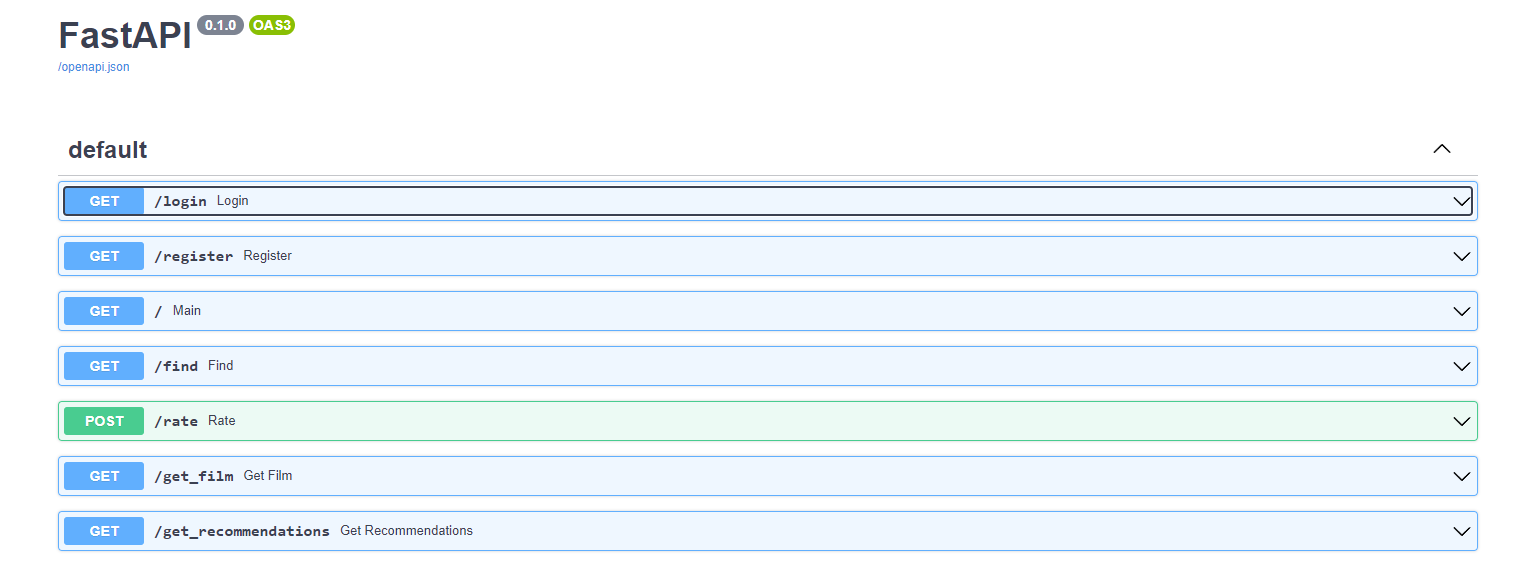 FastAPI 0.1.0 OAS3
/openapi.json
default
GET /login Login
GET /register Register
GET / Main
GET /find Find
POST /rate Rate
GET /get_film Get Film
GET /get_recommendations Get Recommendations